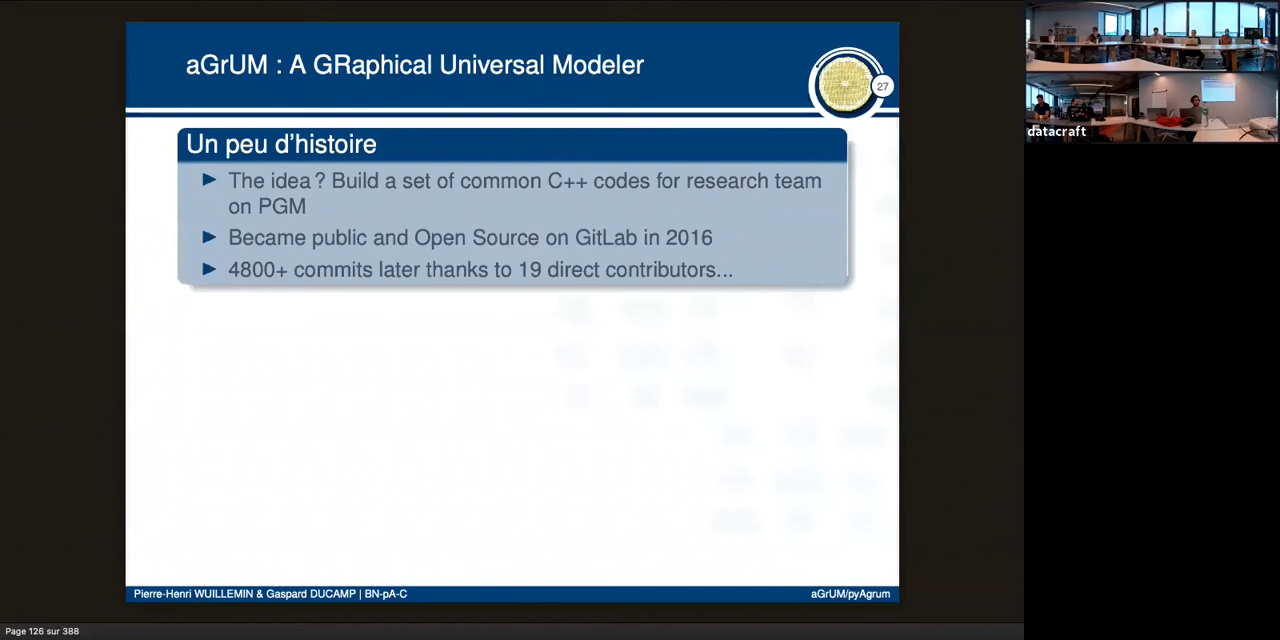 aGrUM : A GRaphical Universal Modeler
27
Un peu d'histoire
The idea ? Build a set of common C++ codes for research team
on PGM
Became public and Open Source on GitLab in 2016
4800+ commits later thanks to 19 direct contributors...
Pierre-Henri WUILLEMIN & Gaspard DUCAMP | BN-pA-C
aGrUM/pyAgrum
Page 126 sur 388
datacraft